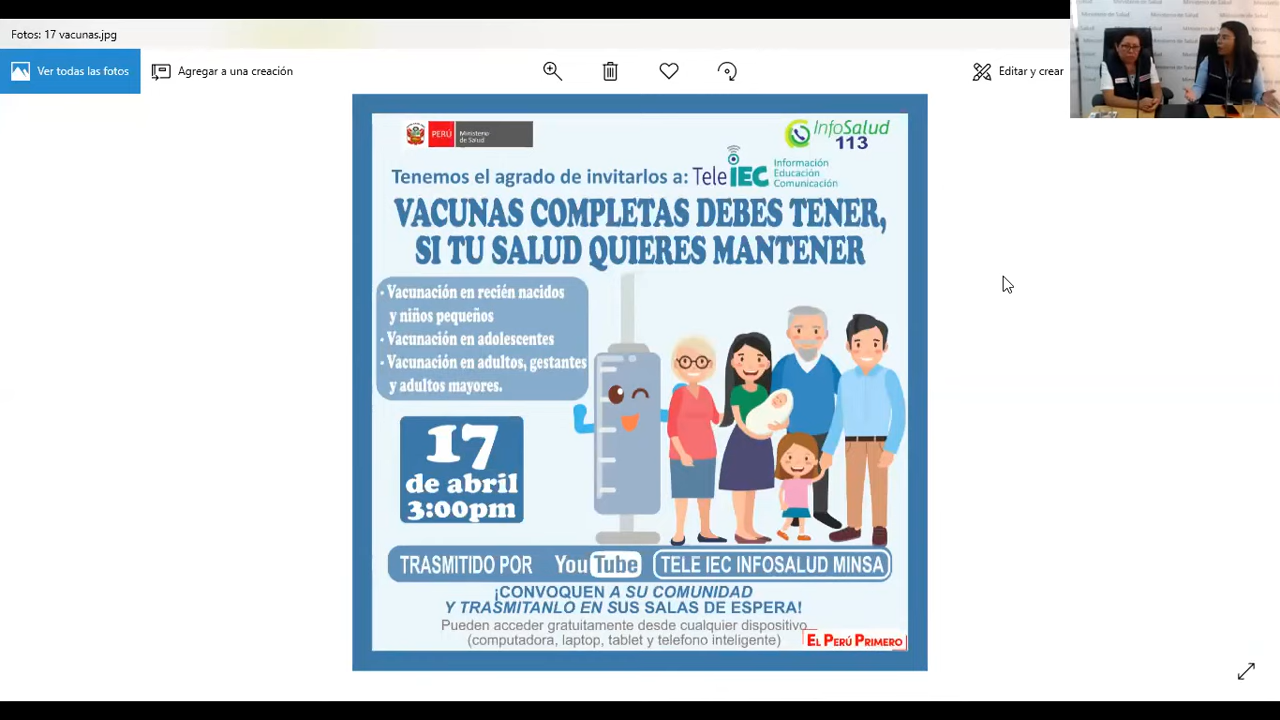 Fotos: 17 vacunas.jpg
Ver todas las fotos
Agregar a una creación
Editar y crear
Ministerio de Salud
PERÚ
Ministerio
de Salud
InfoSalud
113
Tenemos el agrado de invitarlos a: Tele IEC
Información
Educación
Comunicación
VACUNAS COMPLETAS DEBES TENER,
SI TU SALUD QUIERES MANTENER
· Vacunación en recién nacidos
y niños pequeños
· Vacunación en adolescentes
· Vacunación en adultos, gestantes
y adultos mayores.
17
de abril
3:00pm
TRASMITIDO POR YouTube TELE IEC INFOSALUD MINSA
¡CONVOQUEN A SU COMUNIDAD
Y TRASMITANLO EN SUS SALAS DE ESPERA!
Pueden acceder gratuitamente desde cualquier dispositivo
(computadora, laptop, tablet y telefono inteligente)
EL PERÚ PRIMERO